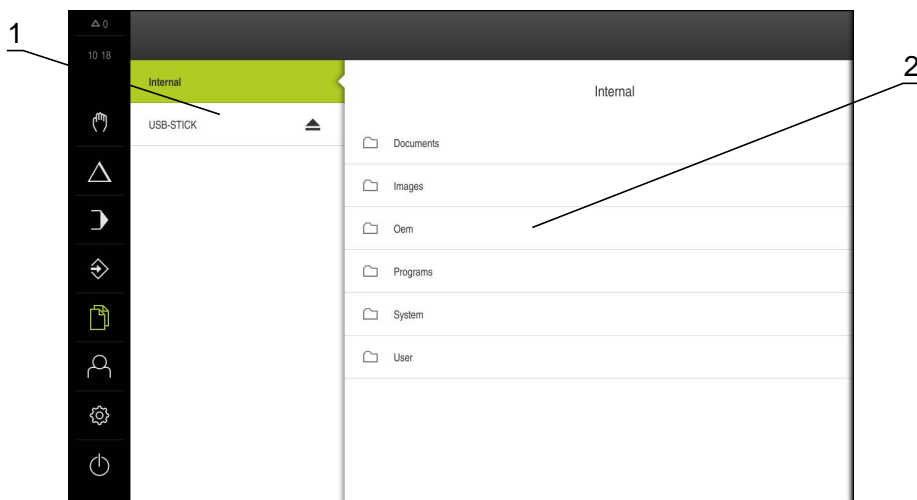 1
0
10 18
2
Internal
Internal
USB-STICK
Documents
Images
Oem
Programs
System
User